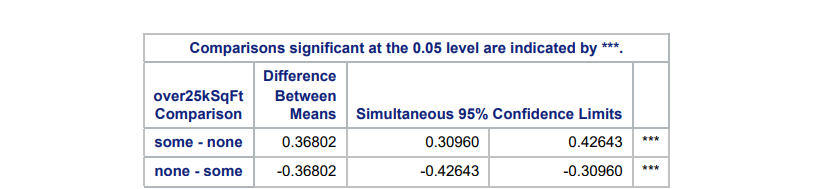 Comparisons significant at the 0.05 level are indicated by ***.
over25kSqFt Comparison Difference Between Means Simultaneous 95% Confidence Limits
some - none 0.36802 0.30960 0.42643 ***
none - some -0.36802 -0.42643 -0.30960 ***